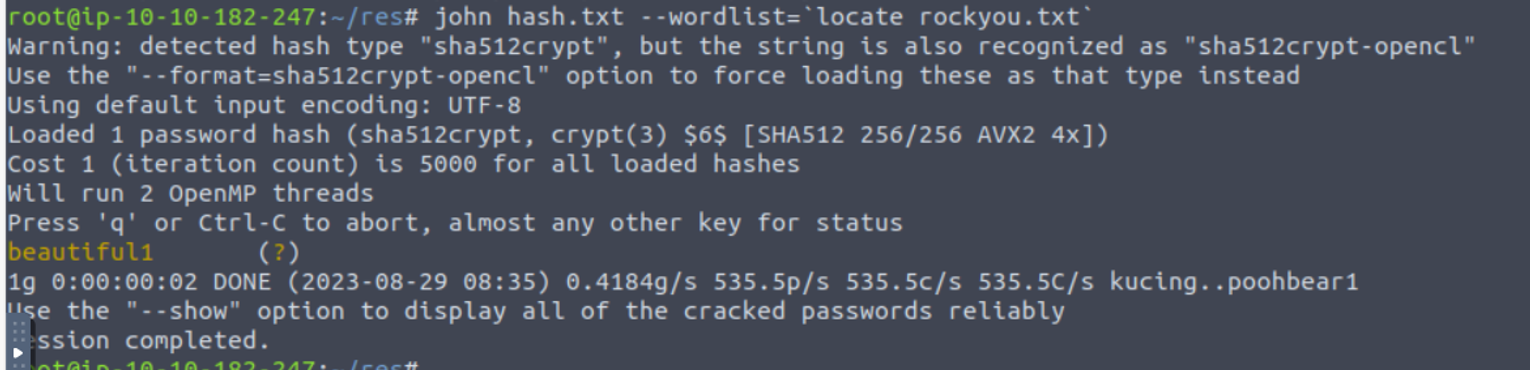 root@ip-10-10-182-247:~/res# john hash.txt --wordlist=`locate rockyou.txt`
Warning: detected hash type "sha512crypt", but the string is also recognized as "sha512crypt-opencl"
Use the "--format=sha512crypt-opencl" option to force loading these as that type instead
Using default input encoding: UTF-8
Loaded 1 password hash (sha512crypt, crypt(3) $6$ [SHA512 256/256 AVX2 4x])
Cost 1 (iteration count) is 5000 for all loaded hashes
Will run 2 OpenMP threads
Press 'q' or Ctrl-C to abort, almost any other key for status
beautiful1       (?)
1g 0:00:00:02 DONE (2023-08-29 08:35) 0.4184g/s 535.5p/s 535.5c/s 535.5C/s kucing..poohbear1
Use the "--show" option to display all of the cracked passwords reliably
ession completed.
oot@ip-10-10-182-247:~/res#